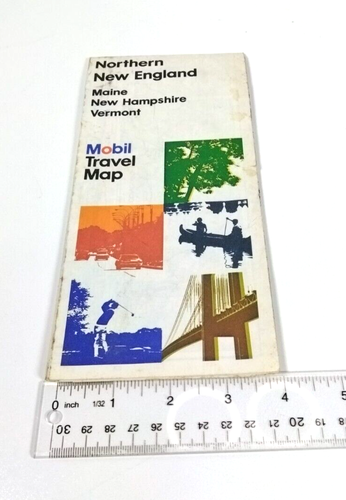 Northern
New England
Maine
New Hampshire
Vermont
Mobil
Travel
Map
0 inch 1/32 1 2 3 4 5
30 29 28 27 26 25 24 23 22 21 20 19 18